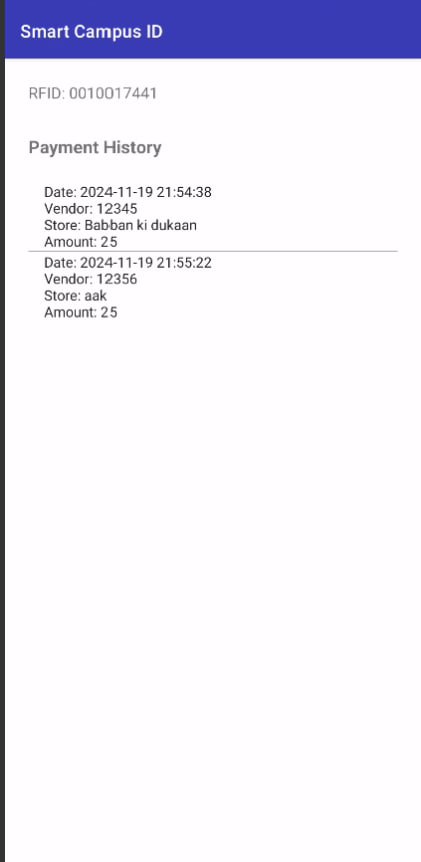 Smart Campus ID
RFID: 0010017441
Payment History
Date: 2024-11-19 21:54:38
Vendor: 12345
Store: Babban ki dukaan
Amount: 25
Date: 2024-11-19 21:55:22
Vendor: 12356
Store: aak
Amount: 25